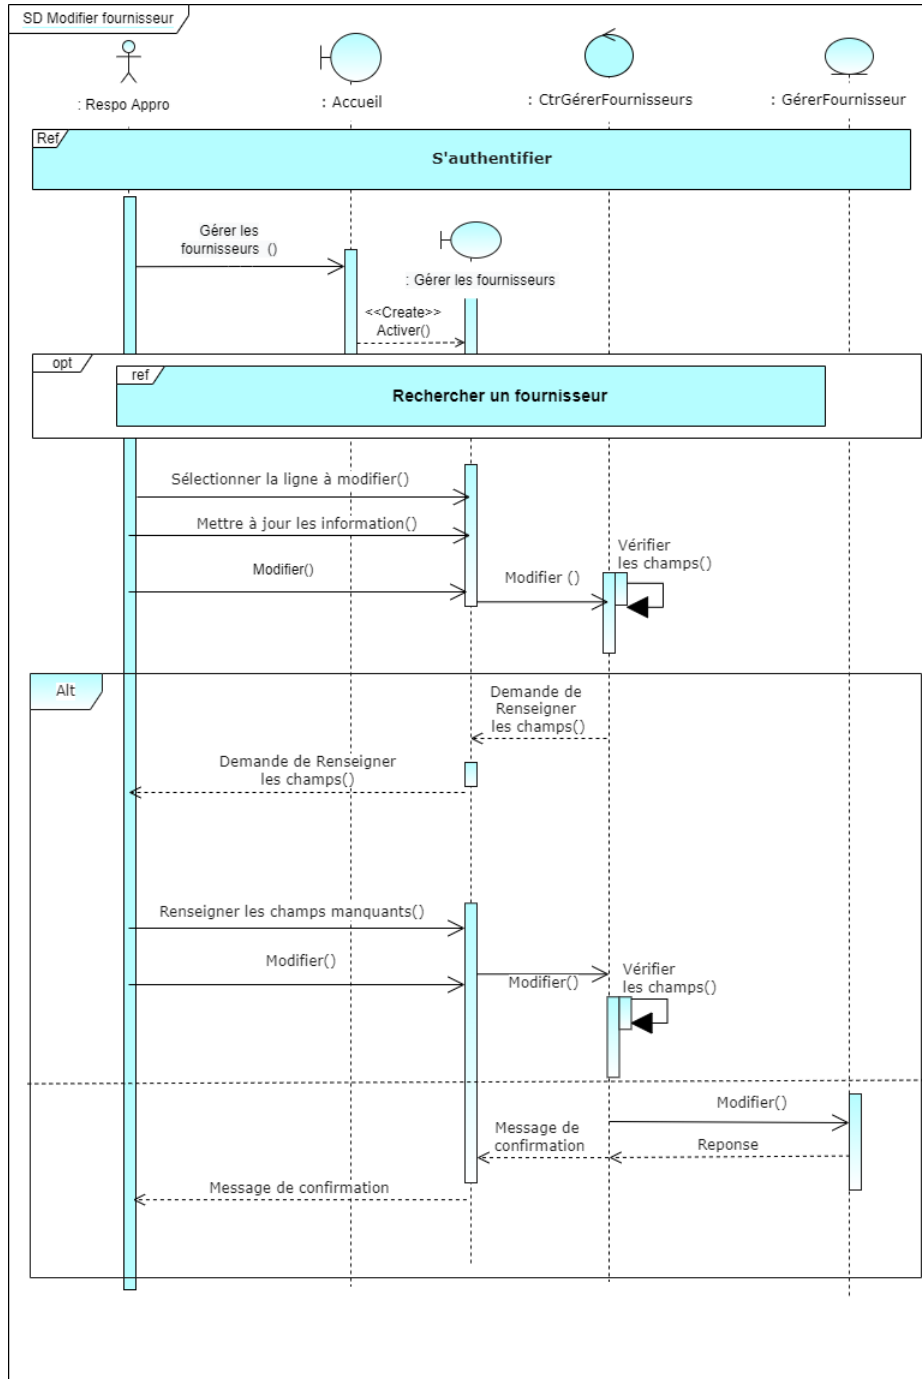 SD Modifier fournisseur
: Respo Appro
: Accueil
: CtrGérerFournisseurs
: GérerFournisseur
Ref
S'authentifier
Gérer les
fournisseurs ()
: Gérer les fournisseurs
<<Create>>
Activer()
opt
ref
Rechercher un fournisseur
Sélectionner la ligne à modifier()
Mettre à jour les information()
Vérifier
les champs()
Modifier()
Modifier ()
Alt
Demande de
Renseigner
les champs()
Demande de Renseigner
les champs()
Renseigner les champs manquants()
Modifier()
Modifier()
Vérifier
les champs()
Modifier()
Message de
confirmation
Reponse
Message de confirmation